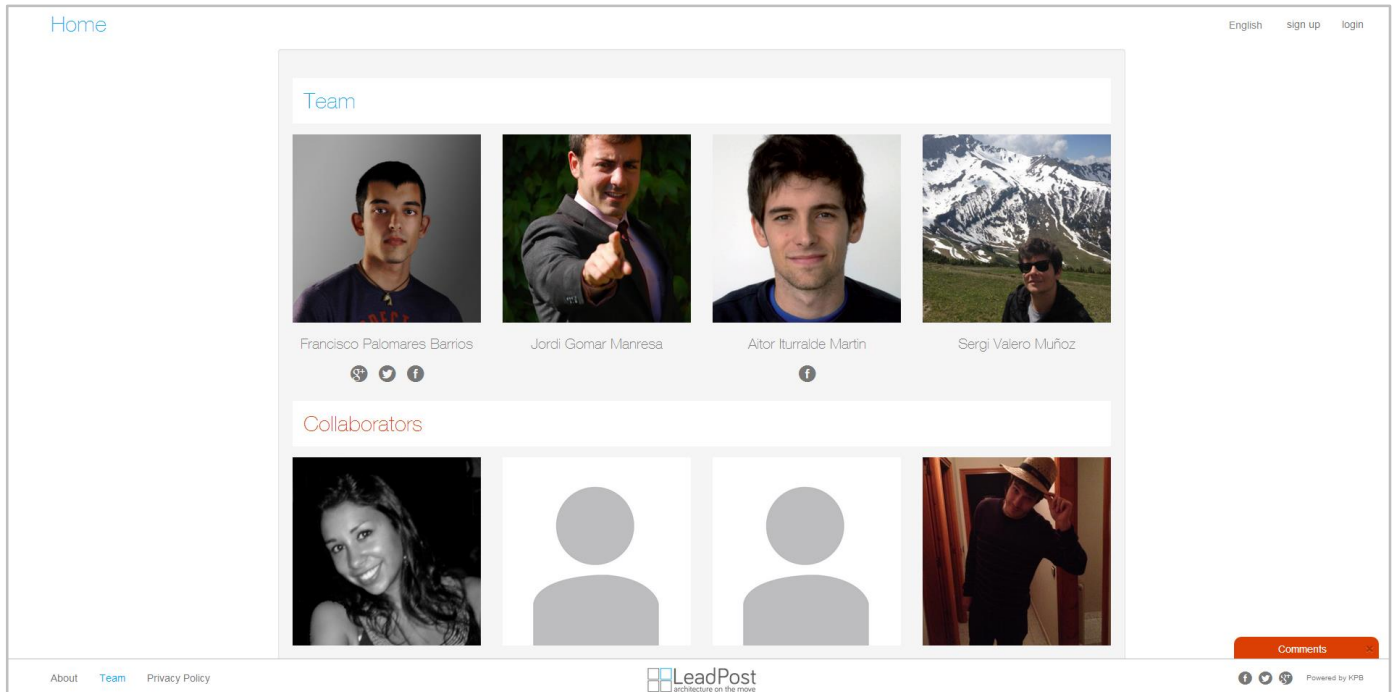 Home
English sign up login
Team
Francisco Palomares Barrios Jordi Gomar Manresa Aitor Iturralde Martin Sergi Valero Muñoz
Collaborators
Comments
About Team Privacy Policy LeadPost Powered by KPB
architecture on the move